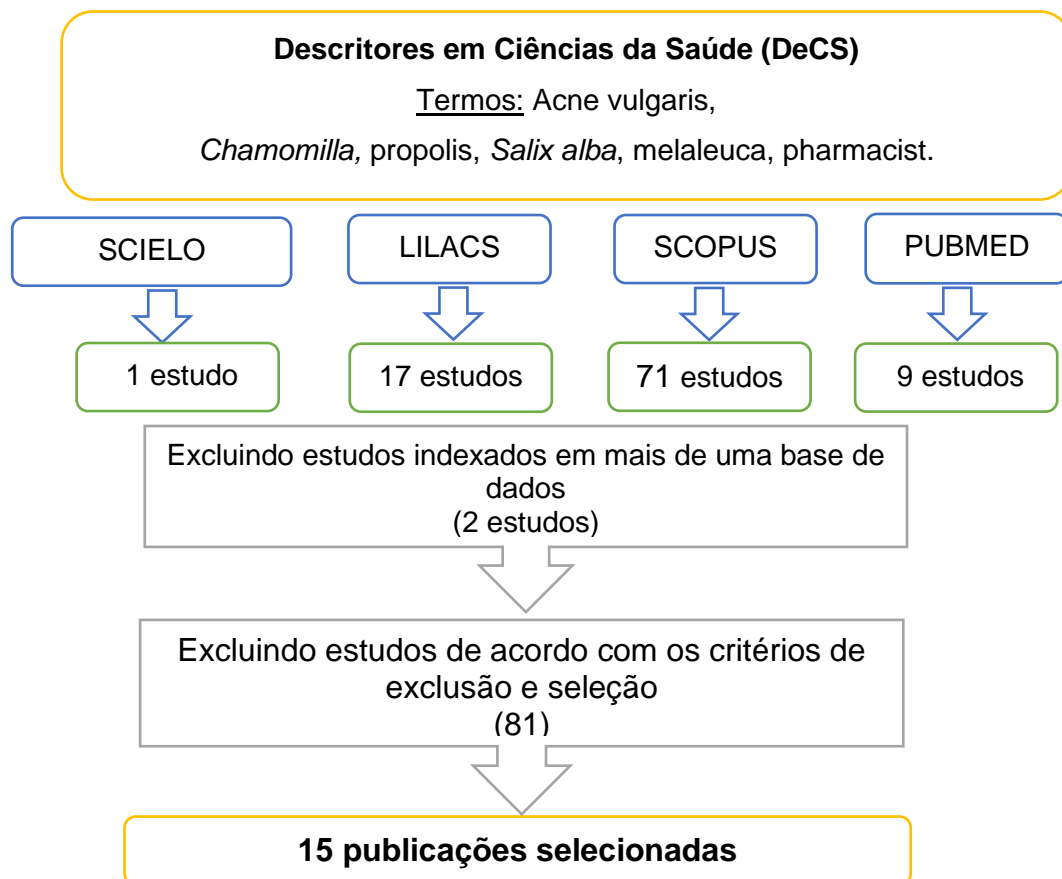 Descritores em Ciências da Saúde (DeCS)
Termos: Acne vulgaris,
Chamomilla, propolis, Salix alba, melaleuca, pharmacist.
SCIELO
LILACS
SCOPUS
PUBMED
1 estudo
17 estudos
71 estudos
9 estudos
Excluindo estudos indexados em mais de uma base de
dados
(2 estudos)
Excluindo estudos de acordo com os critérios de
exclusão e seleção
(81)
15 publicações selecionadas